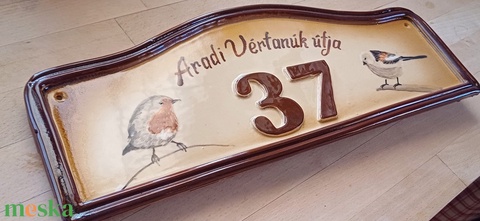 Aradi Vértanúk útja
37
meska